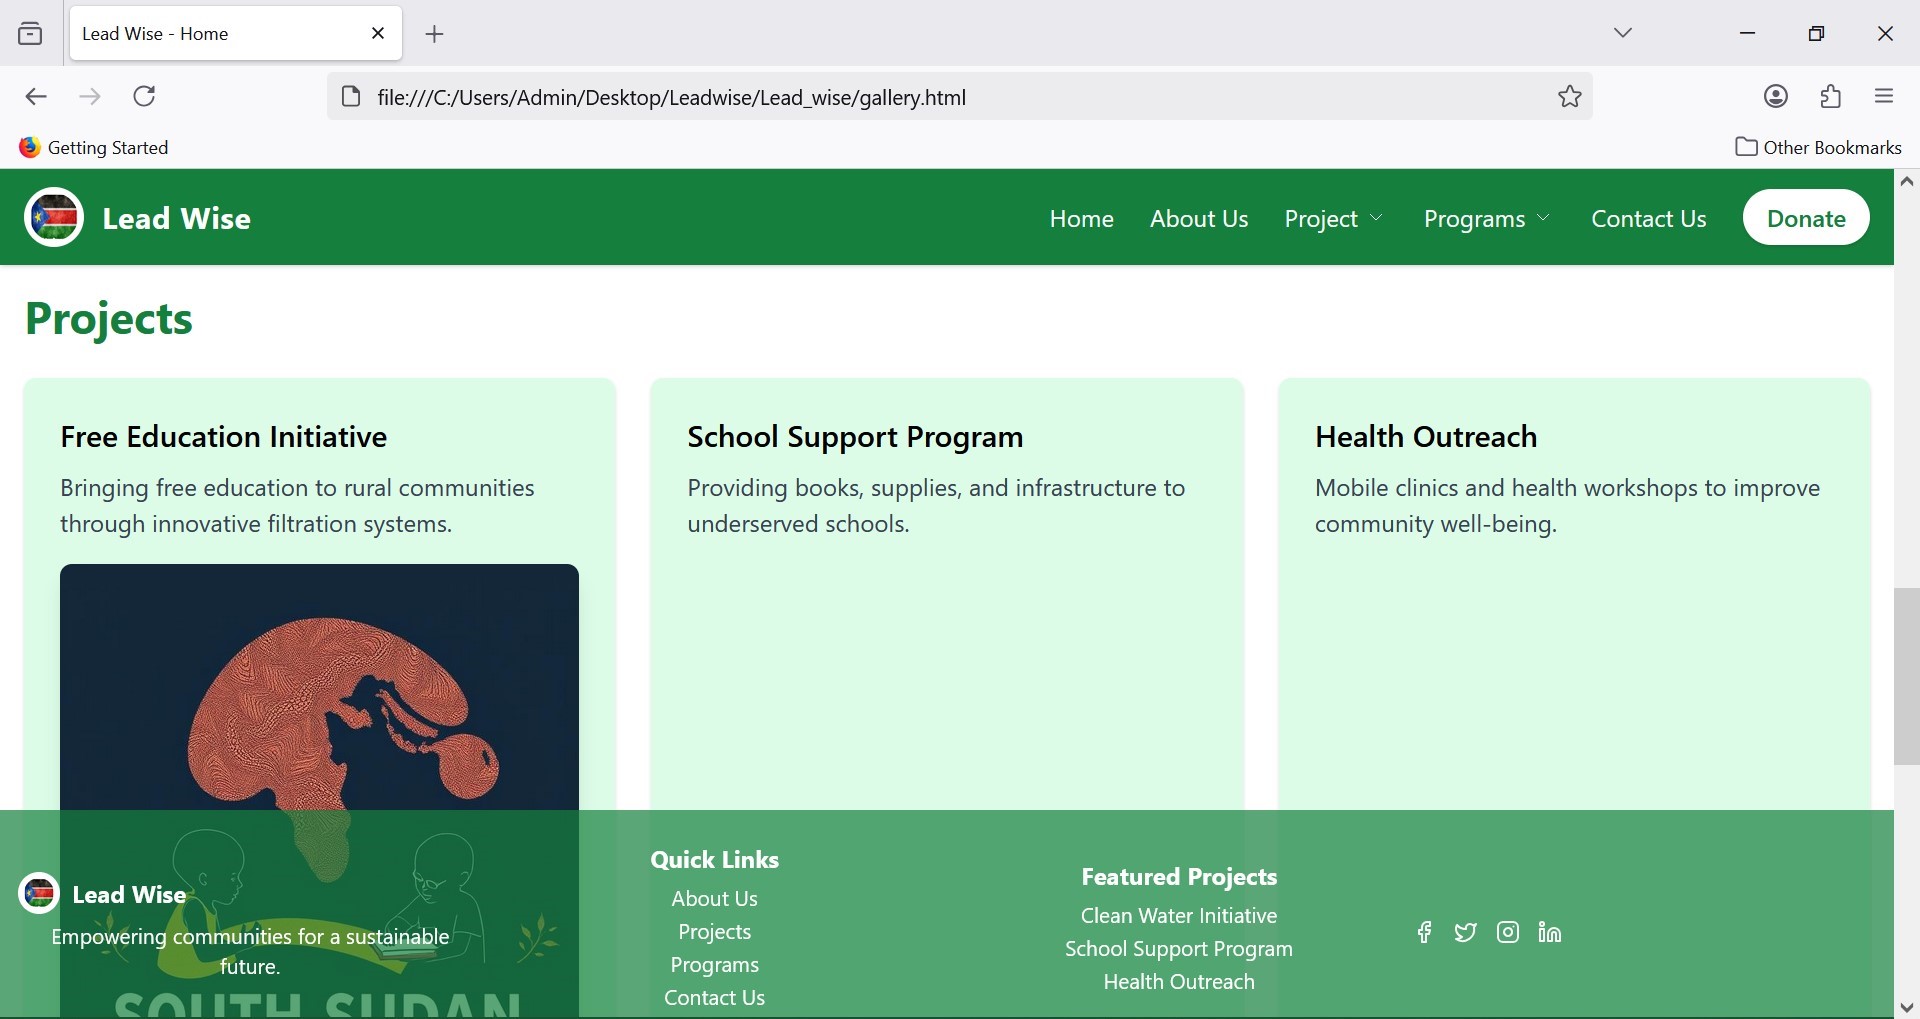 Lead Wise - Home
file:///C:/Users/Admin/Desktop/Leadwise/Lead_wise/gallery.html
Getting Started
Other Bookmarks
Lead Wise
Home
About Us
Project
Programs
Contact Us
Donate
Projects
Free Education Initiative
Bringing free education to rural communities
through innovative filtration systems.
School Support Program
Providing books, supplies, and infrastructure to
underserved schools.
Health Outreach
Mobile clinics and health workshops to improve
community well-being.
Lead Wise
Empowering communities for a sustainable
future.
SOUTH SUDAN
Quick Links
About Us
Projects
Programs
Contact Us
Featured Projects
Clean Water Initiative
School Support Program
Health Outreach